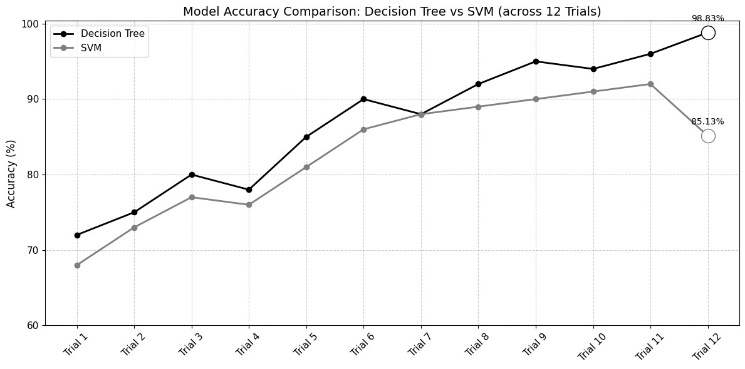 Model Accuracy Comparison: Decision Tree vs SVM (across 12 Trials)
98.83%
100
Decision Tree
SVM
90
85.13%
80
70
60
Accuracy (%)
Trial 1
Trial 2
Trial 3
Trial 4
Trial 5
Trial 6
Trial 7
Trial 8
Trial 9
Trial 10
Trial 11
Trial 12